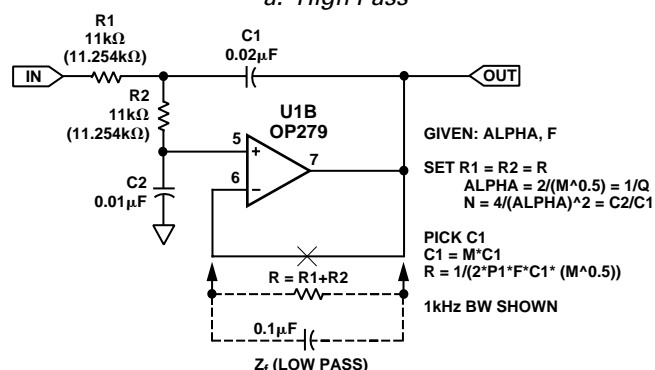 a. High Pass
R1
11kΩ
(11.254kΩ)
C1
0.02µF
IN
OUT
R2
11kΩ
(11.254kΩ)
U1B
OP279
5
6
7
+
−
C2
0.01µF
GIVEN: ALPHA, F
SET R1 = R2 = R
ALPHA = 2/(M^0.5) = 1/Q
N = 4/(ALPHA)^2 = C2/C1
PICK C1
C1 = M*C1
R = 1/(2*P1*F*C1* (M^0.5))
1kHz BW SHOWN
R = R1+R2
0.1µF
Zf (LOW PASS)